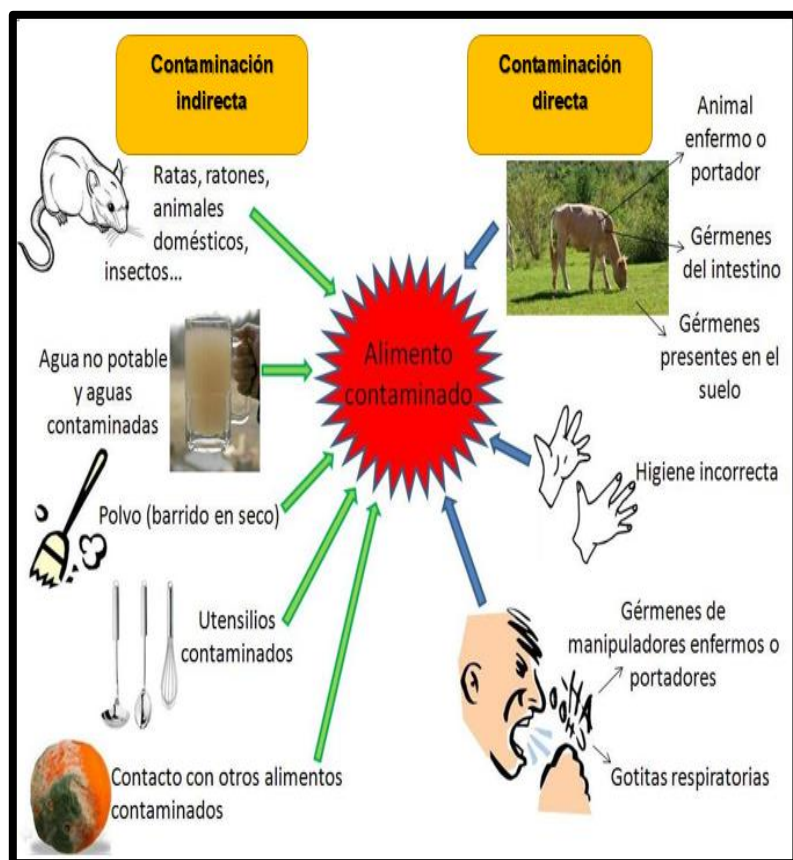 Contaminación
indirecta
Ratas, ratones,
animales
domésticos,
insectos...
Agua no potable
y aguas
contaminadas
Polvo (barrido en seco)
Utensilios
contaminados
Contacto con otros alimentos
contaminados
Alimento
contaminado
Contaminación
directa
Animal
enfermo o
portador
Gérmenes
del intestino
Gérmenes
presentes en el
suelo
Higiene incorrecta
Gérmenes de
manipuladores enfermos o
portadores
Gotitas respiratorias